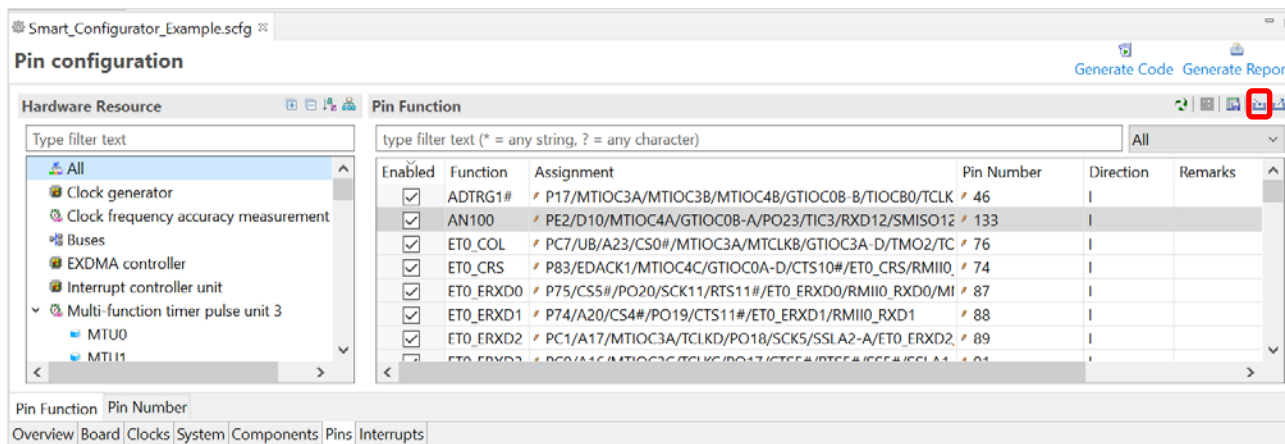 Smart_Configurator_Example.scfg
Pin configuration
Generate Code Generate Repor
Hardware Resource
Pin Function
Type filter text
type filter text (* = any string, ? = any character)
All
All
Clock generator
Clock frequency accuracy measurement
Buses
EXDMA controller
Interrupt controller unit
Multi-function timer pulse unit 3
MTU0
MTU1
Enabled Function Assignment Pin Number Direction Remarks
ADTRG1# P17/MTIOC3A/MTIOC3B/MTIOC4B/GTIOC0B-B/TIOCB0/TCLK 46 I
AN100 PE2/D10/MTIOC4A/GTIOC0B-A/PO23/TIC3/RXD12/SMISO12 133 I
ET0_COL PC7/UB/A23/CS0#/MTIOC3A/MTCLKB/GTIOC3A-D/TMO2/TC 76 I
ET0_CRS P83/EDACK1/MTIOC4C/GTIOC0A-D/CTS10#/ET0_CRS/RMII0_ 74 I
ET0_ERXD0 P75/CS5#/PO20/SCK11/RTS11#/ET0_ERXD0/RMII0_RXD0/MI 87 I
ET0_ERXD1 P74/A20/CS4#/PO19/CTS11#/ET0_ERXD1/RMII0_RXD1 88 I
ET0_ERXD2 PC1/A17/MTIOC3A/TCLKD/PO18/SCK5/SSLA2-A/ET0_ERXD2_ 89 I
Pin Function Pin Number
Overview Board Clocks System Components Pins Interrupts